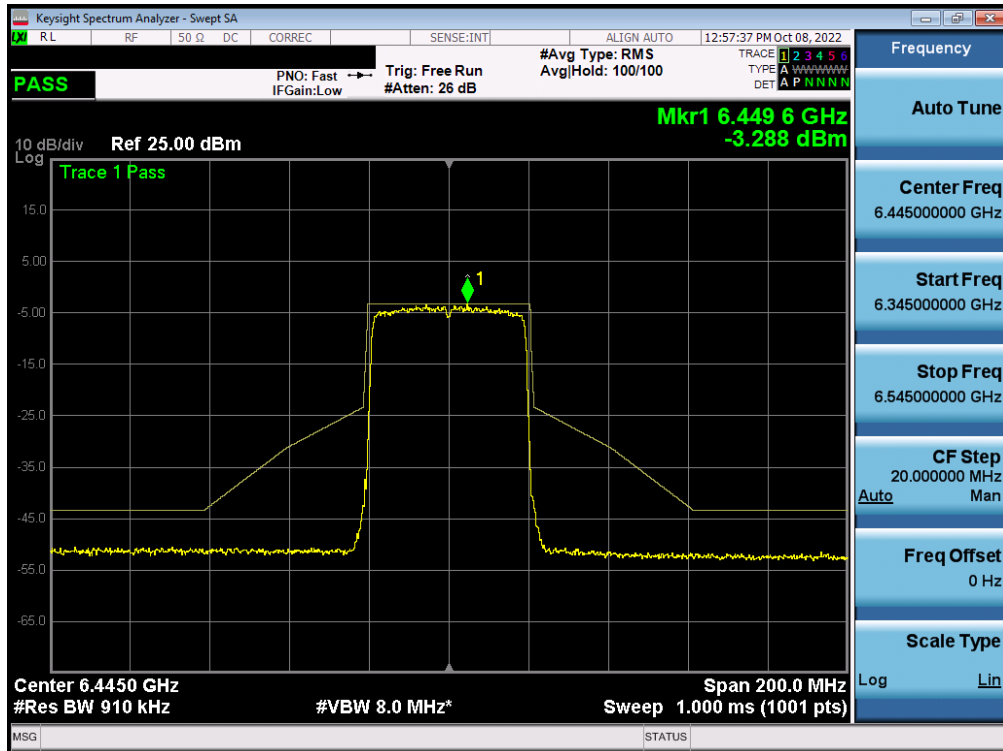 Keysight Spectrum Analyzer - Swept SA
LXI RL RF 50 Ω DC CORREC SENSE:INT ALIGN AUTO 12:57:37 PM Oct 08, 2022
Frequency
PASS
PNO: Fast
IFGain:Low
Trig: Free Run
#Atten: 26 dB
#Avg Type: RMS
Avg|Hold: 100/100
TRACE 1 2 3 4 5 6
TYPE A WWWWW
DET A P N N N N
Mkr1 6.449 6 GHz
-3.288 dBm
10 dB/div Ref 25.00 dBm
Log
Trace 1 Pass
15.0
5.00
-5.00
-15.0
-25.0
-35.0
-45.0
-55.0
-65.0
1
Center 6.4450 GHz Span 200.0 MHz
#Res BW 910 kHz #VBW 8.0 MHz* Sweep 1.000 ms (1001 pts)
MSG STATUS
Auto Tune
Center Freq
6.445000000 GHz
Start Freq
6.345000000 GHz
Stop Freq
6.545000000 GHz
CF Step
20.000000 MHz
Auto Man
Freq Offset
0 Hz
Scale Type
Log Lin